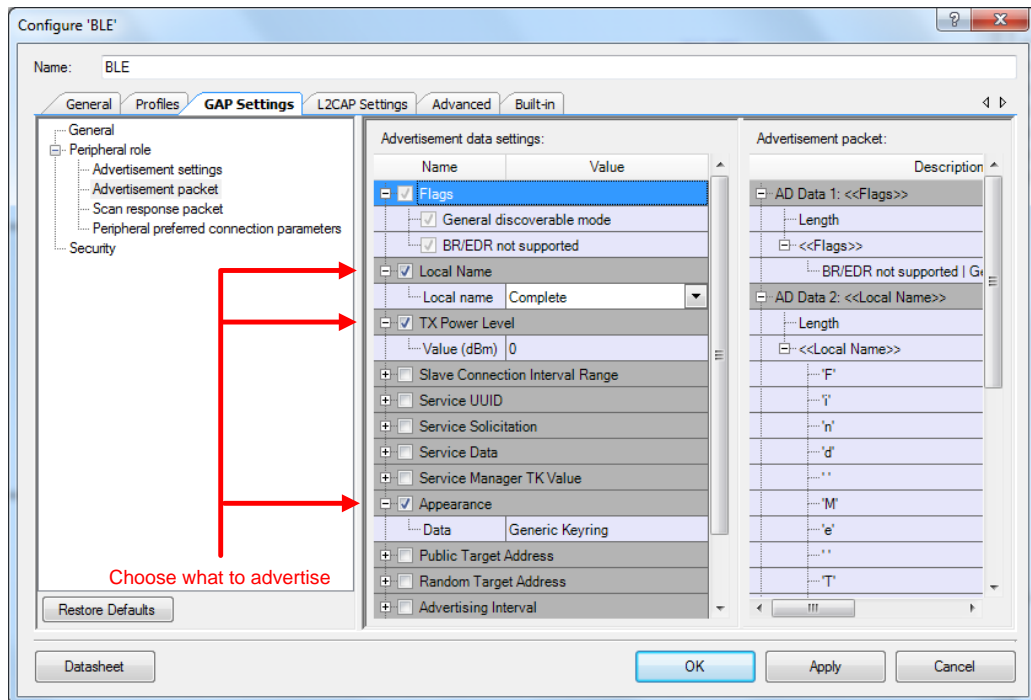 Configure 'BLE'
Name: BLE
General Profiles GAP Settings L2CAP Settings Advanced Built-in
General
Peripheral role
Advertisement settings
Advertisement packet
Scan response packet
Peripheral preferred connection parameters
Security
Choose what to advertise
Restore Defaults
Advertisement data settings:
Name Value
Flags
General discoverable mode
BR/EDR not supported
Local Name
Local name Complete
TX Power Level
Value (dBm) 0
Slave Connection Interval Range
Service UUID
Service Solicitation
Service Data
Service Manager TK Value
Appearance
Data Generic Keyring
Public Target Address
Random Target Address
Advertising Interval
Advertisement packet:
Description
AD Data 1: <<Flags>>
Length
<<Flags>>
BR/EDR not supported | Ge
AD Data 2: <<Local Name>>
Length
<<Local Name>>
'F'
'i'
'n'
'd'
' '
'M'
'e'
' '
'T'
Datasheet OK Apply Cancel